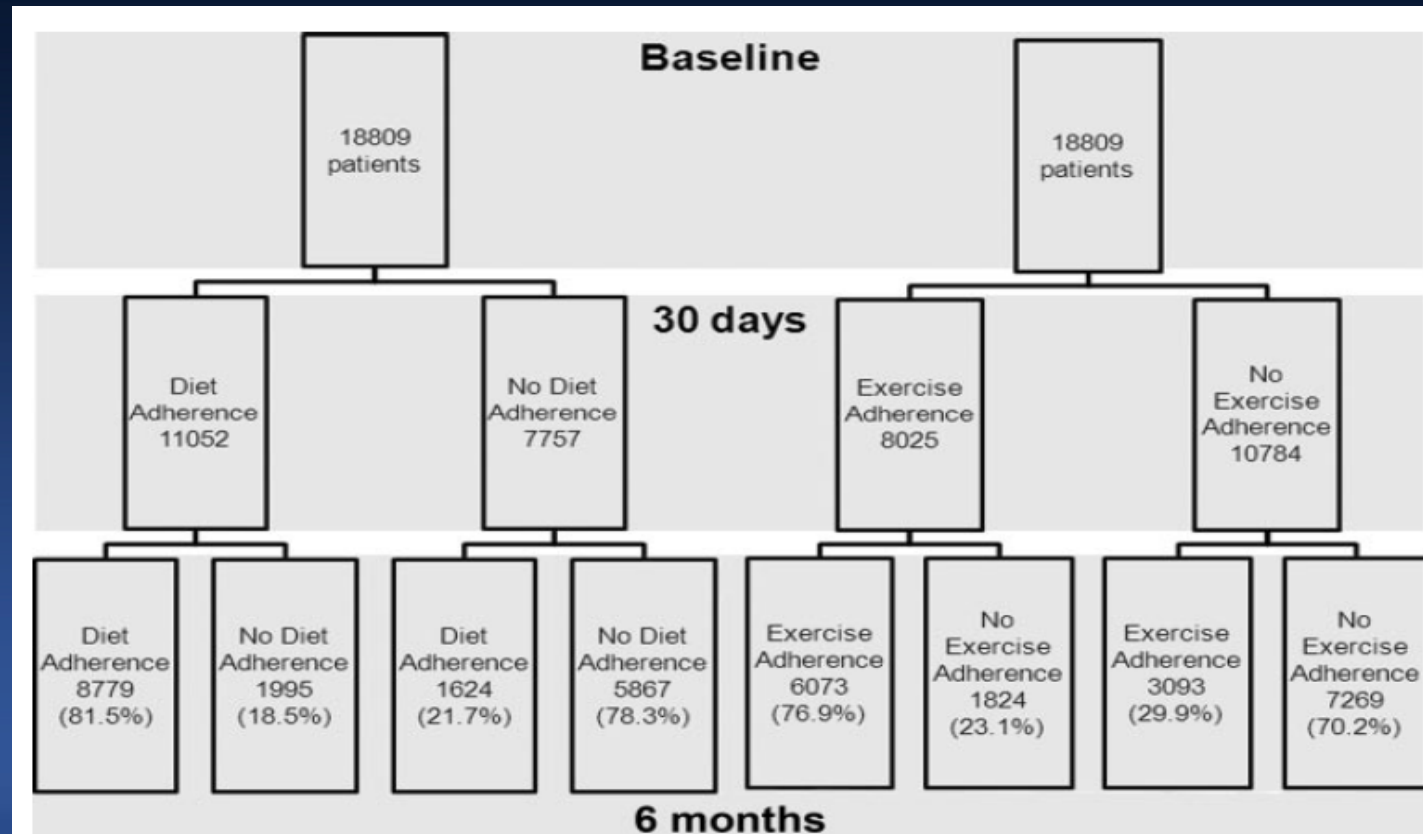 Baseline
18809
patients
18809
patients
30 days
Diet
Adherence
11052
No Diet
Adherence
7757
Exercise
Adherence
8025
No
Exercise
Adherence
10784
Diet
Adherence
8779
(81.5%)
No Diet
Adherence
1995
(18.5%)
Diet
Adherence
1624
(21.7%)
No Diet
Adherence
5867
(78.3%)
Exercise
Adherence
6073
(76.9%)
No
Exercise
Adherence
1824
(23.1%)
Exercise
Adherence
3093
(29.9%)
No
Exercise
Adherence
7269
(70.2%)
6 months